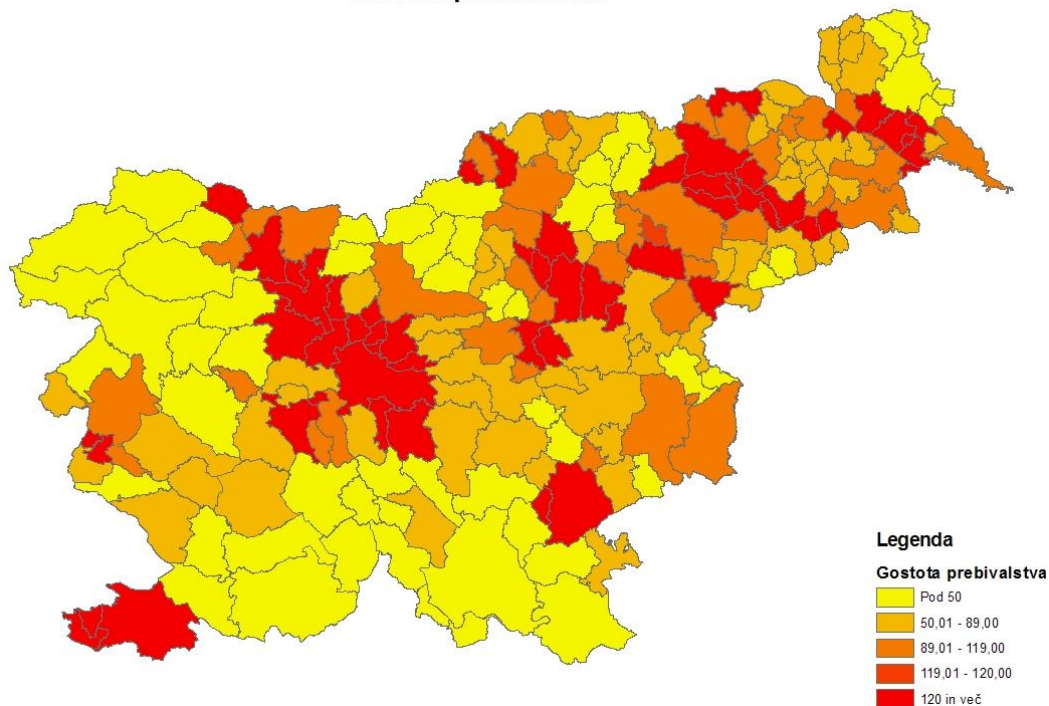 Legenda
Gostota prebivalstva
Pod 50
50,01 - 89,00
89,01 - 119,00
119,01 - 120,00
120 in več